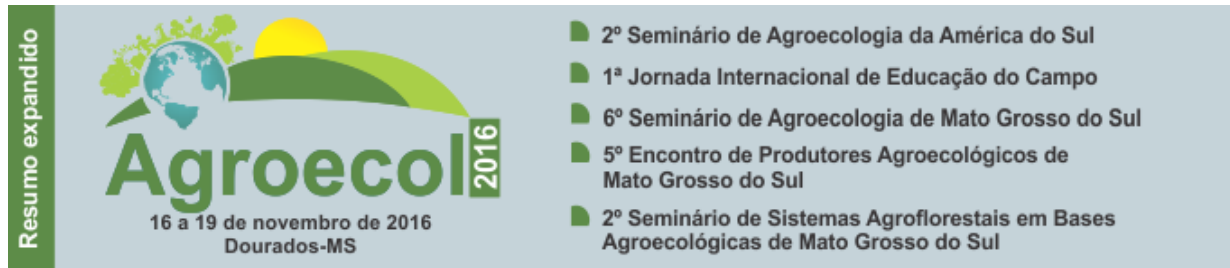 Resumo expandido
Agroecol 2016
16 a 19 de novembro de 2016
Dourados-MS
2º Seminário de Agroecologia da América do Sul
1ª Jornada Internacional de Educação do Campo
6º Seminário de Agroecologia de Mato Grosso do Sul
5º Encontro de Produtores Agroecológicos de
Mato Grosso do Sul
2º Seminário de Sistemas Agroflorestais em Bases
Agroecológicas de Mato Grosso do Sul